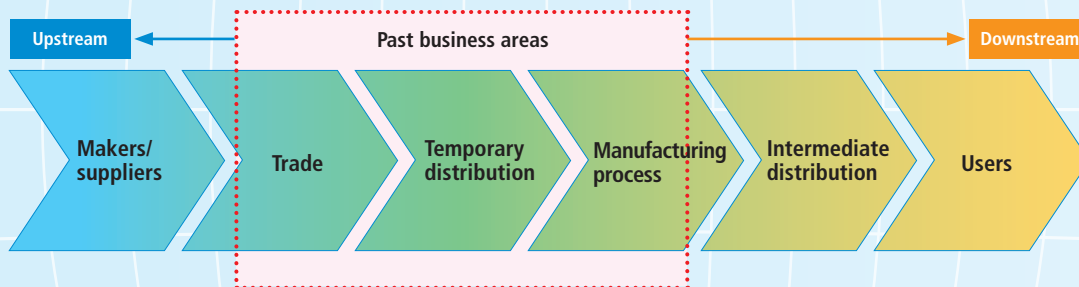 Upstream
Past business areas
Downstream
Makers/
suppliers
Trade
Temporary
distribution
Manufacturing
process
Intermediate
distribution
Users